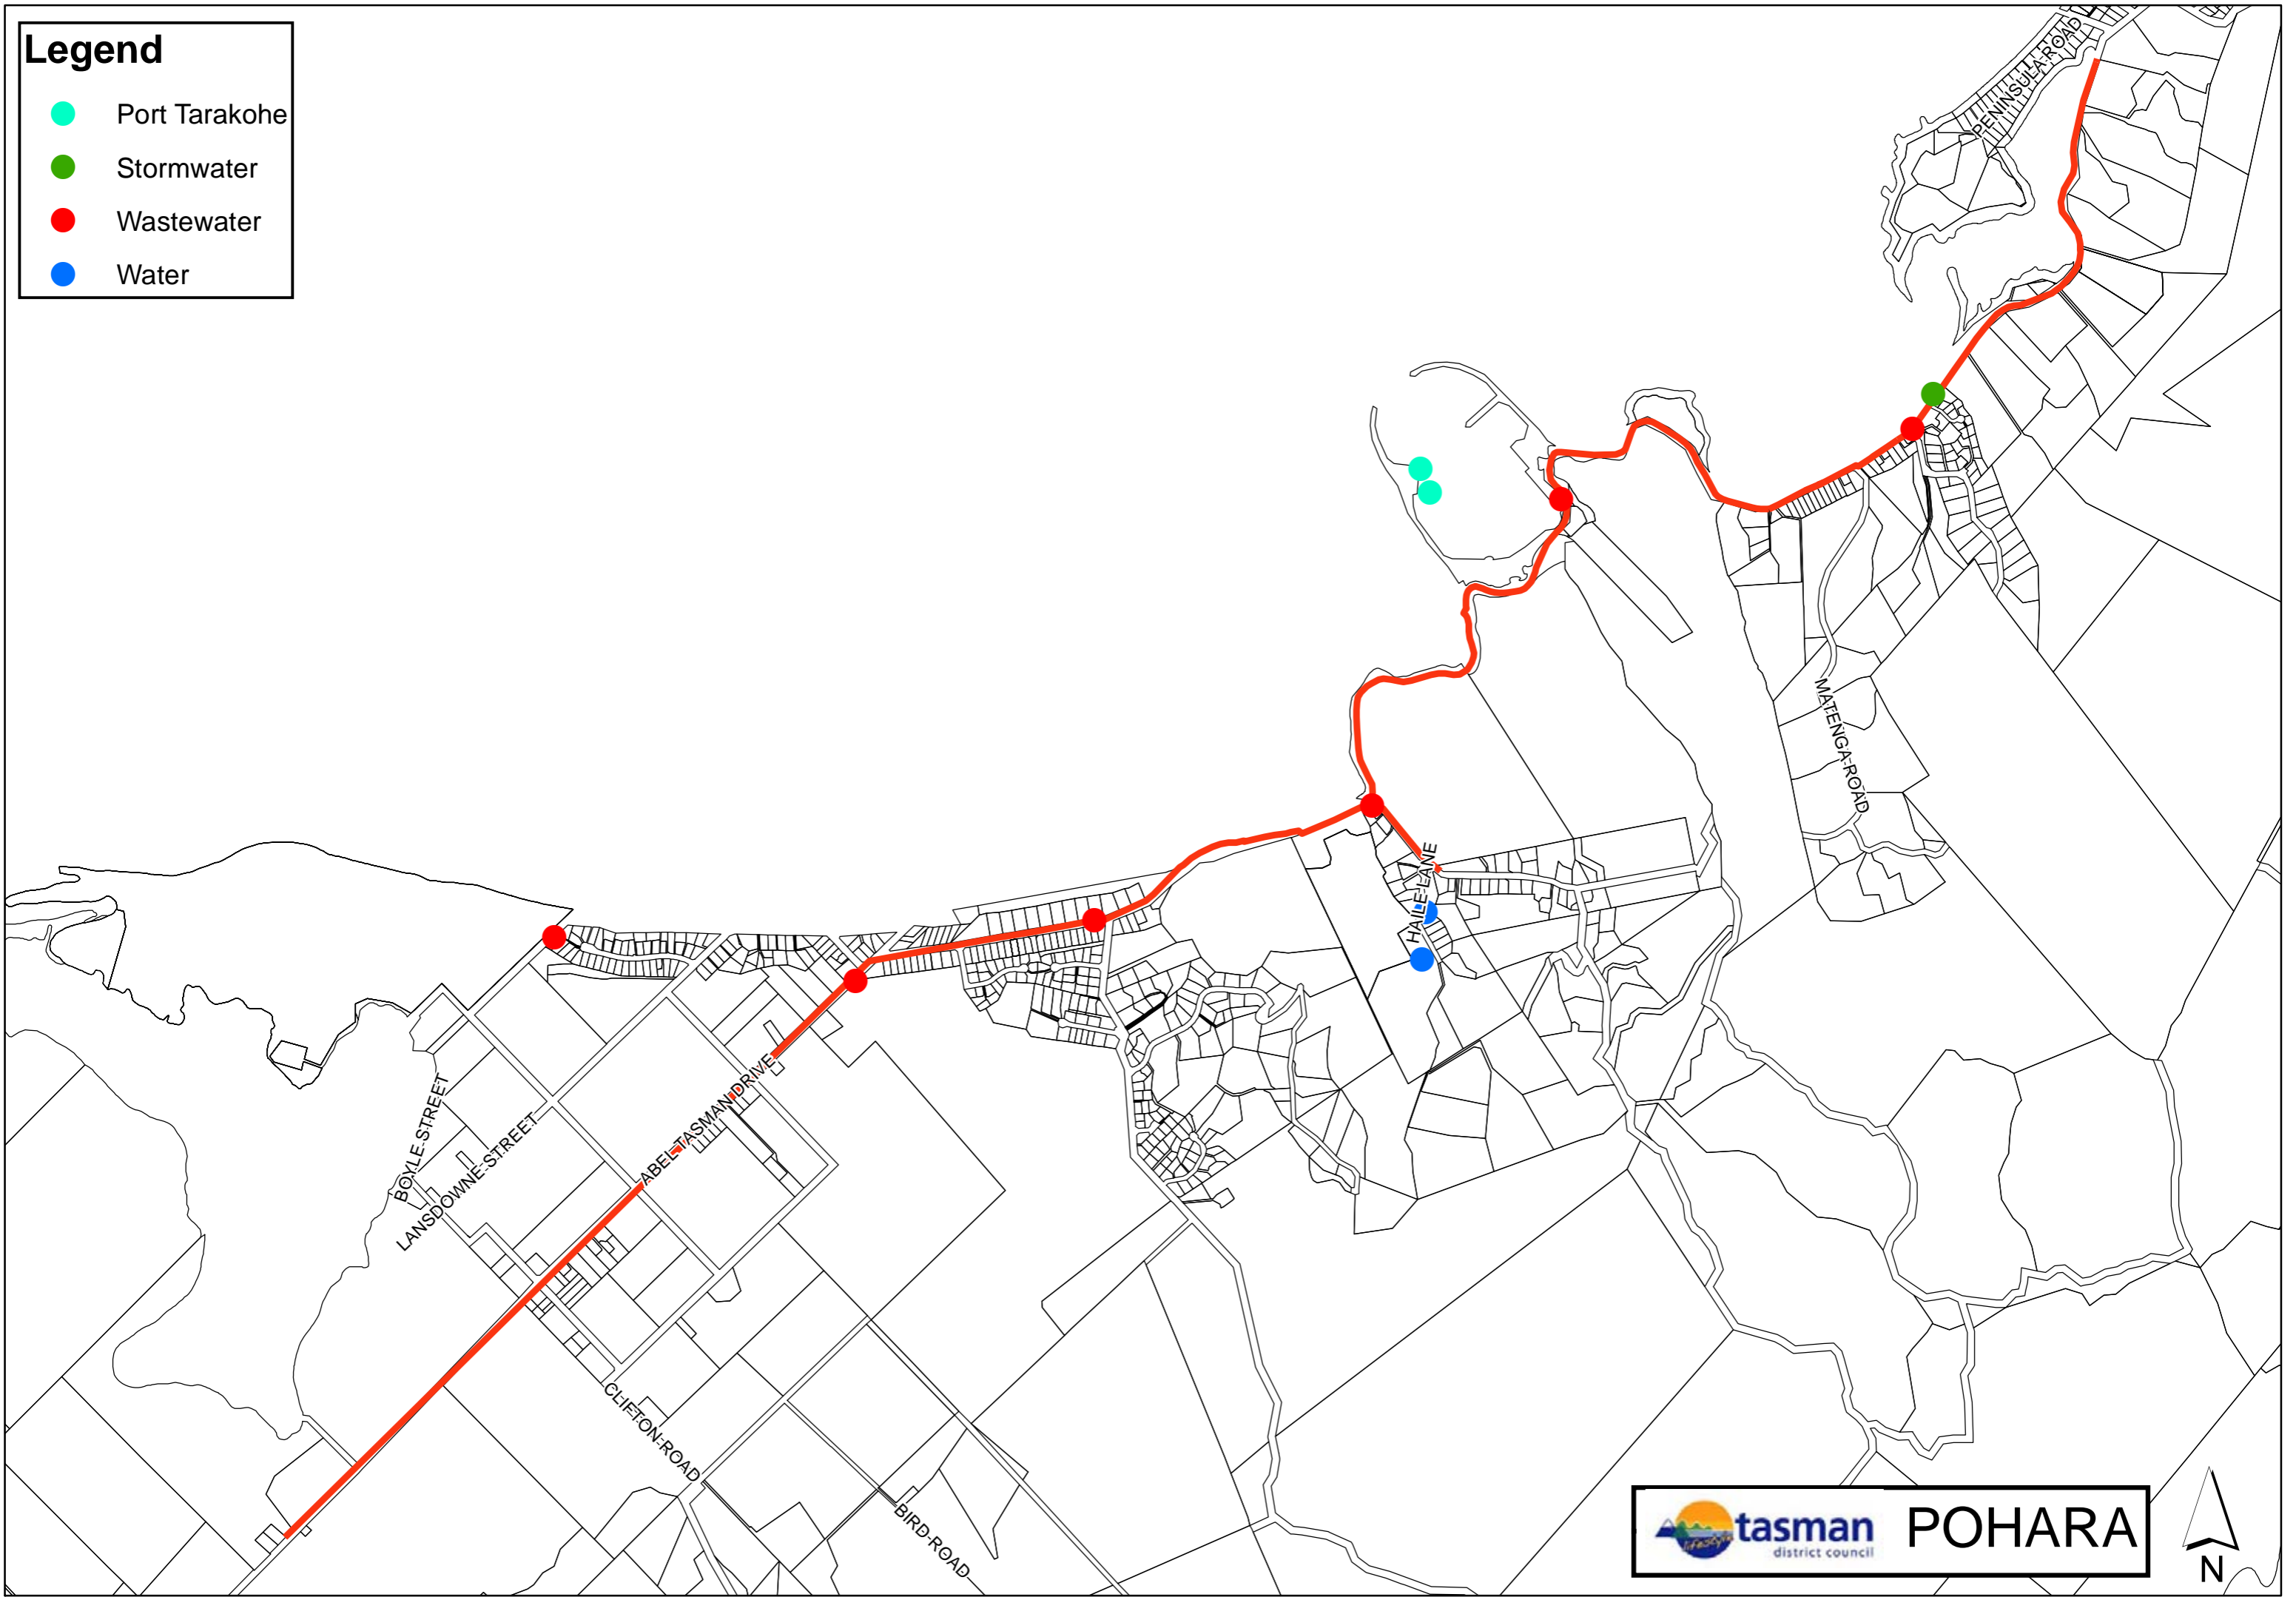 Legend
Port Tarakohe
Stormwater
Wastewater
Water
PENINSULA ROAD
MATENGA ROAD
HAILE LANE
BOYLE STREET
LANSDOWNE STREET
ABEL TASMAN DRIVE
CLIFTON ROAD
BIRD ROAD
tasman
district council
POHARA
N